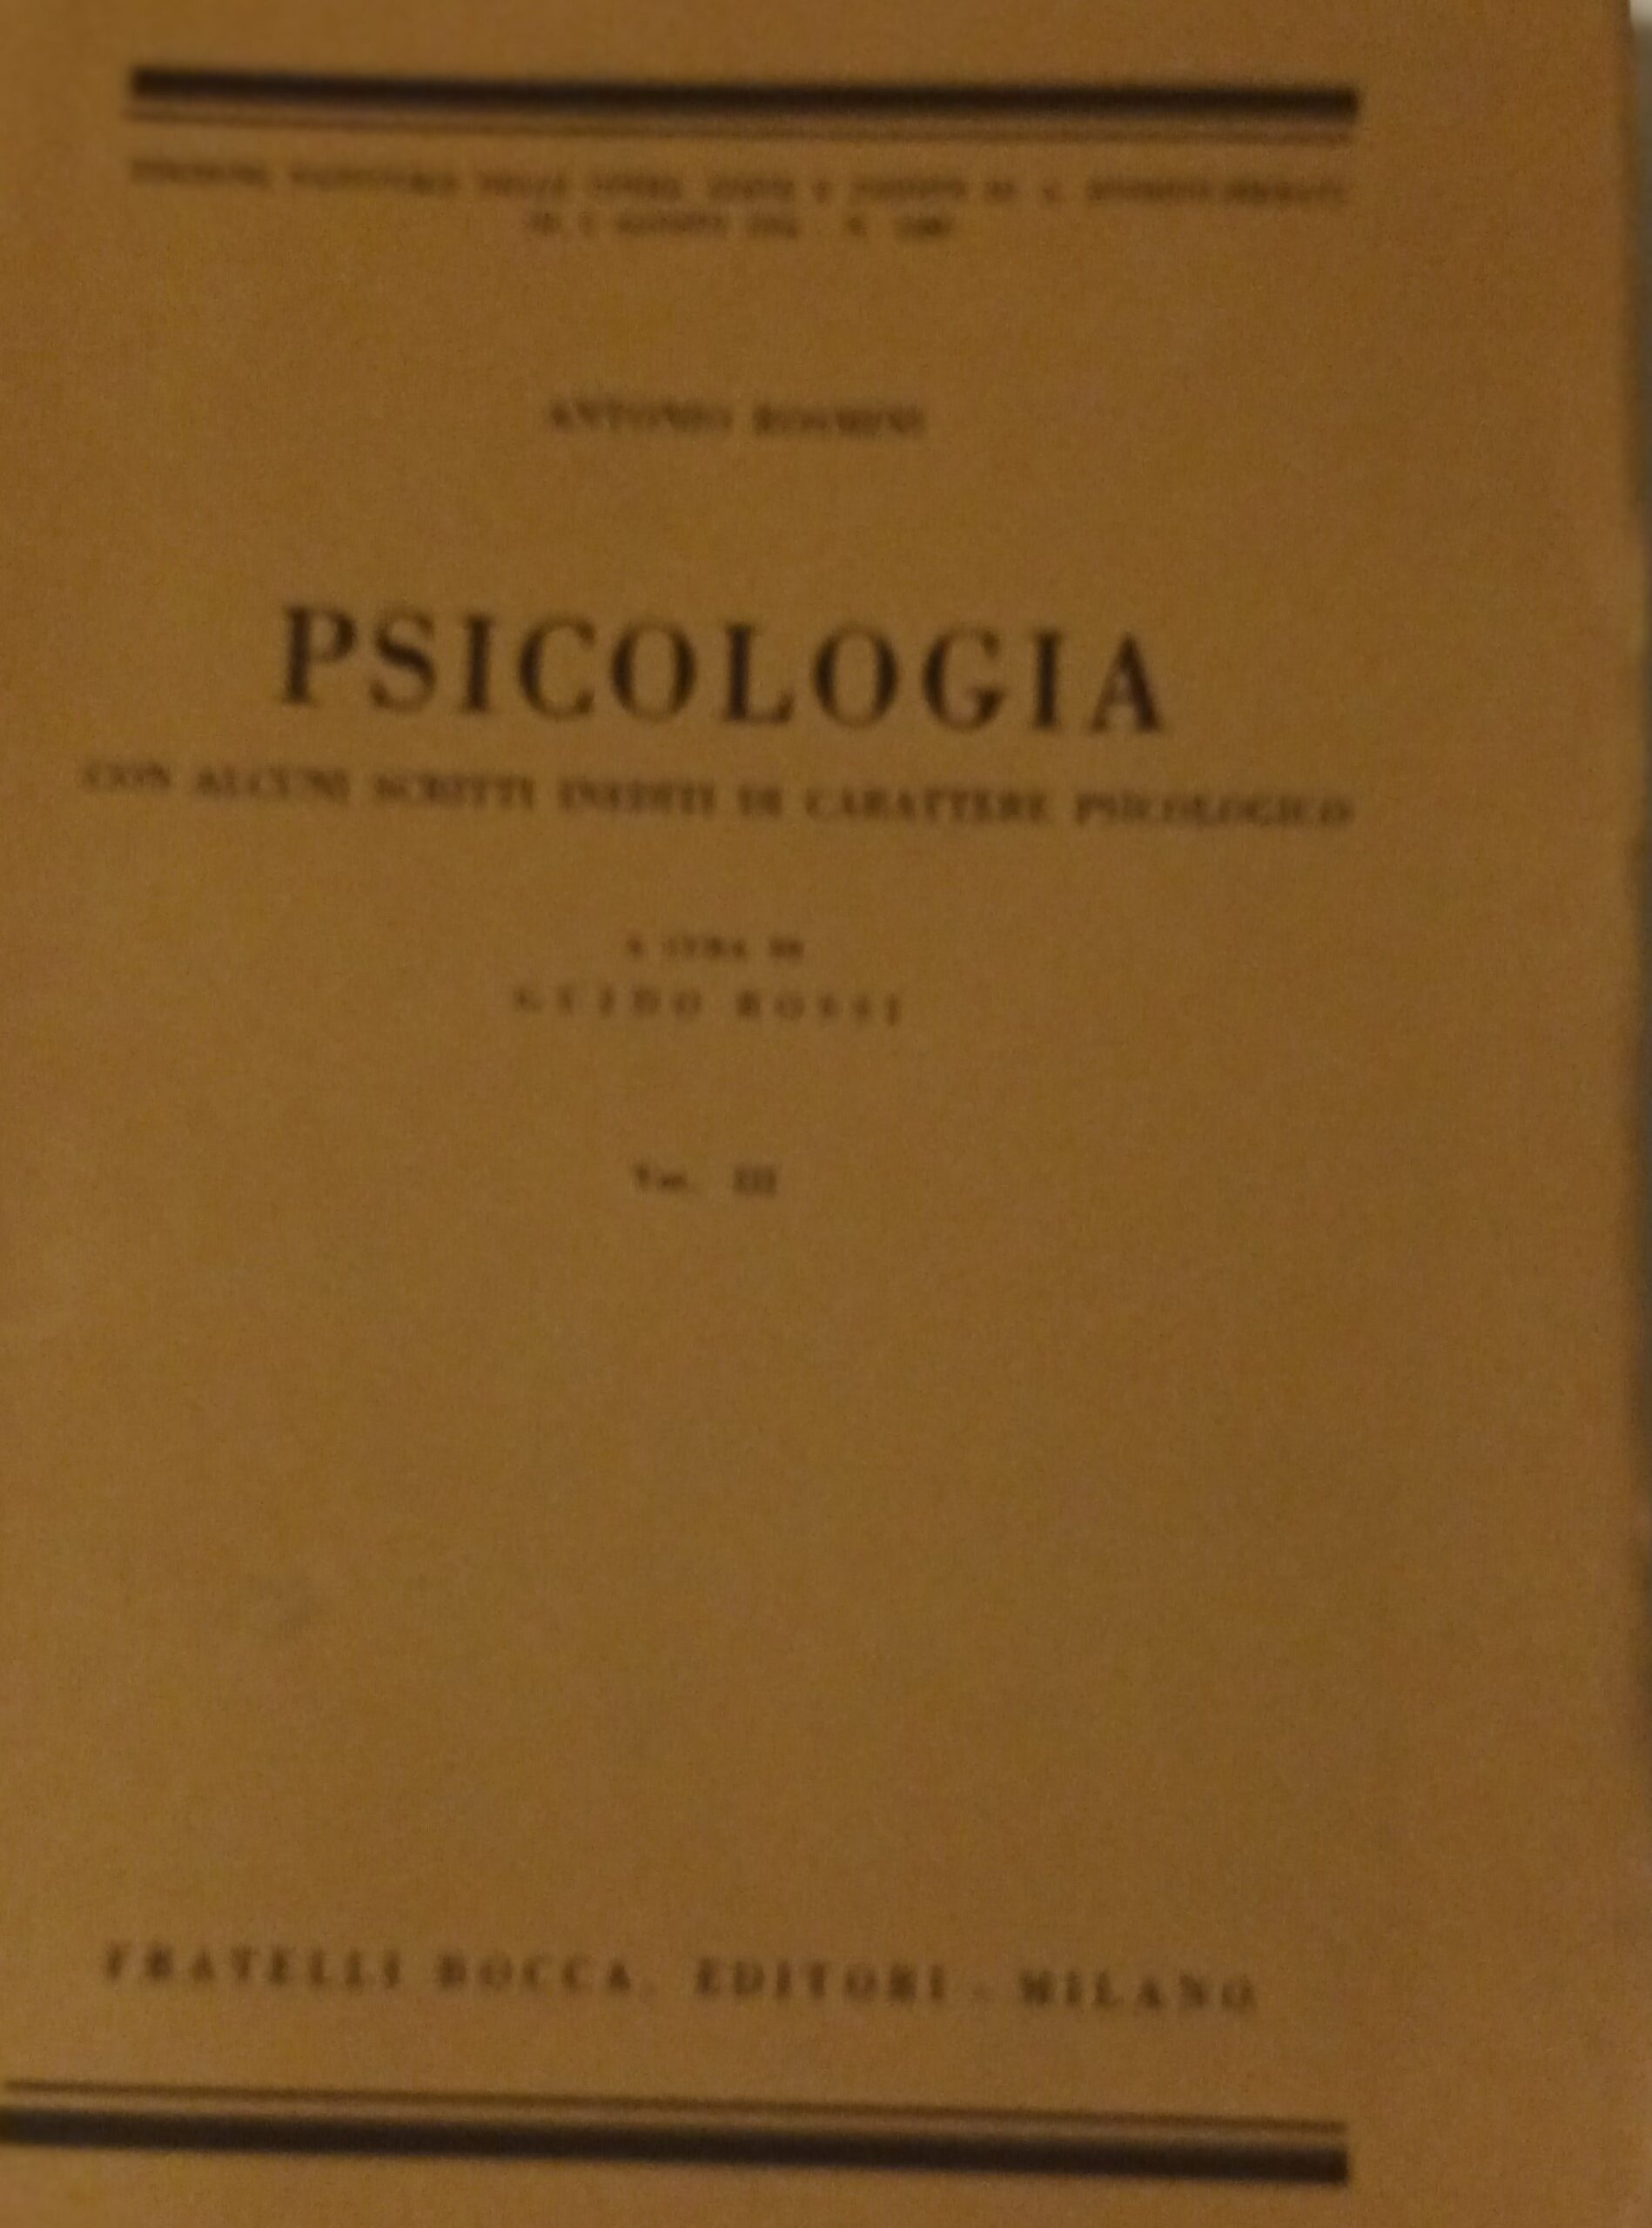 ANTONIO ROSMINI
PSICOLOGIA
CON ALCUNI SCRITTI INEDITI DI CARATTERE PSICOLOGICO
A CURA DI
GUIDO ROSSI
Vol. III
FRATELLI BOCCA, EDITORI - MILANO